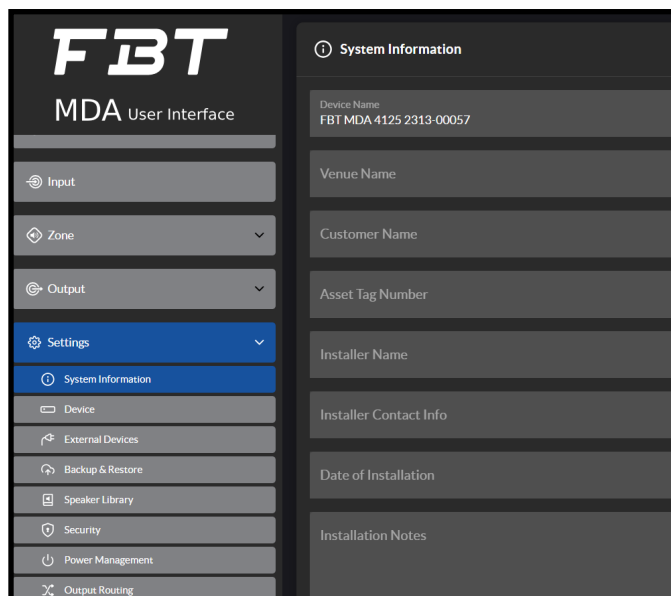 FBT
MDA User Interface
Input
Zone
Output
Settings
System Information
Device
External Devices
Backup & Restore
Speaker Library
Security
Power Management
Output Routing
System Information
Device Name
FBT MDA 4125 2313-00057
Venue Name
Customer Name
Asset Tag Number
Installer Name
Installer Contact Info
Date of Installation
Installation Notes